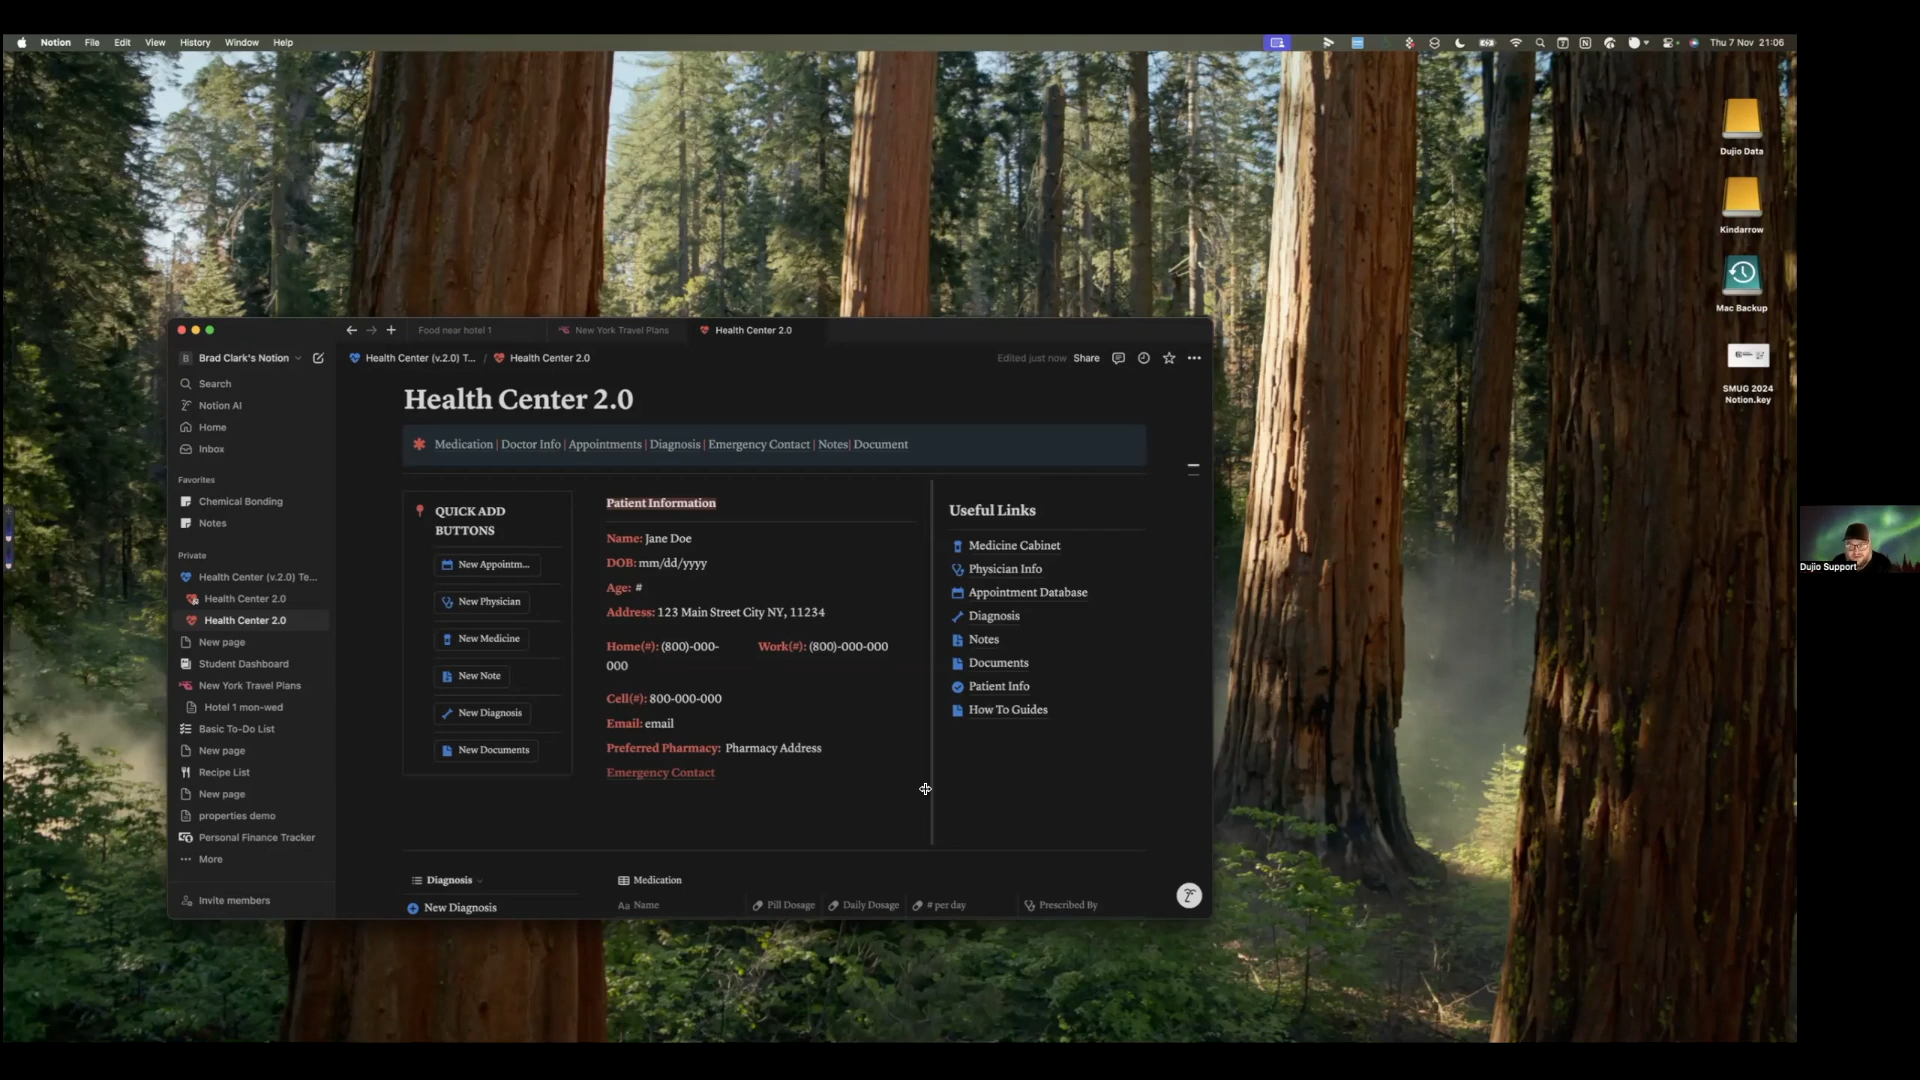 Notion File Edit View History Window Help
Thu 7 Nov 21:06
Dujio Data
Kindarrow
Mac Backup
SMUG 2024
Notion.key
Dujio Support
Food near hotel 1
New York Travel Plans
Health Center 2.0
B Brad Clark's Notion
Health Center (v.2.0) T... / Health Center 2.0
Edited just now Share
Search
Notion AI
Home
Inbox
Favorites
Chemical Bonding
Notes
Private
Health Center (v.2.0) Te...
Health Center 2.0
Health Center 2.0
New page
Student Dashboard
New York Travel Plans
Hotel 1 mon-wed
Basic To-Do List
New page
Recipe List
New page
properties demo
Personal Finance Tracker
More
Invite members
Health Center 2.0
Medication | Doctor Info | Appointments | Diagnosis | Emergency Contact | Notes| Document
QUICK ADD
BUTTONS
New Appointm...
New Physician
New Medicine
New Note
New Diagnosis
New Documents
Patient Information
Name: Jane Doe
DOB: mm/dd/yyyy
Age: #
Address: 123 Main Street City NY, 11234
Home(#): (800)-000-
000
Work(#): (800)-000-000
Cell(#): 800-000-000
Email: email
Preferred Pharmacy: Pharmacy Address
Emergency Contact
Useful Links
Medicine Cabinet
Physician Info
Appointment Database
Diagnosis
Notes
Documents
Patient Info
How To Guides
Diagnosis
New Diagnosis
Medication
Aa Name
Pill Dosage
Daily Dosage
# per day
Prescribed By